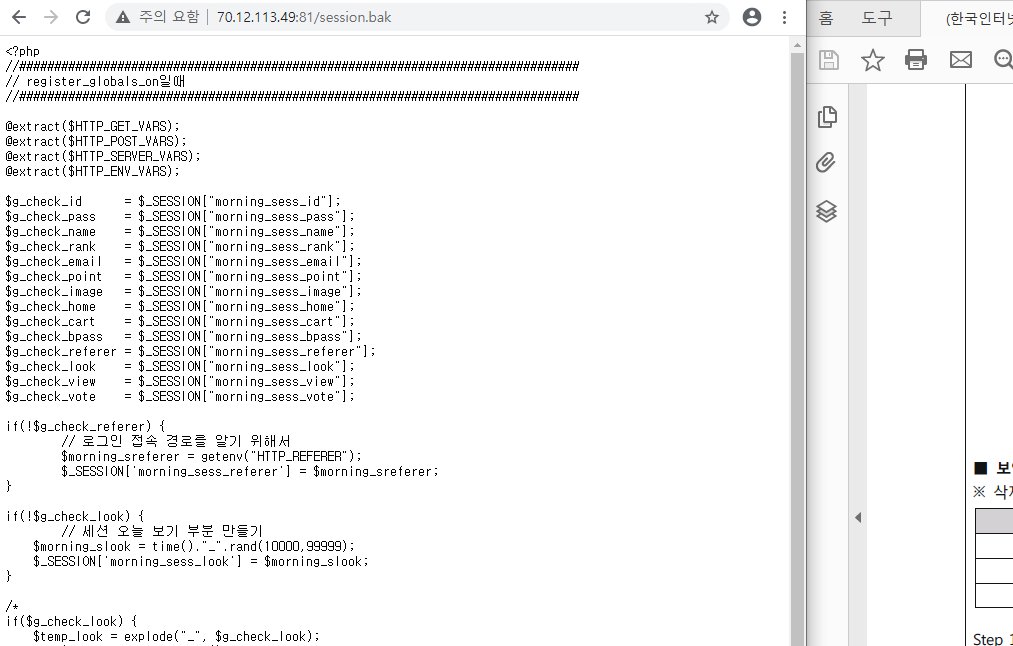 주의 요함 | 70.12.113.49:81/session.bak
홈 도구 (한국인터넷
<?php
//################################################################################
// register_globals_on일때
//################################################################################
@extract($HTTP_GET_VARS);
@extract($HTTP_POST_VARS);
@extract($HTTP_SERVER_VARS);
@extract($HTTP_ENV_VARS);
$g_check_id = $_SESSION["morning_sess_id"];
$g_check_pass = $_SESSION["morning_sess_pass"];
$g_check_name = $_SESSION["morning_sess_name"];
$g_check_rank = $_SESSION["morning_sess_rank"];
$g_check_email = $_SESSION["morning_sess_email"];
$g_check_point = $_SESSION["morning_sess_point"];
$g_check_image = $_SESSION["morning_sess_image"];
$g_check_home = $_SESSION["morning_sess_home"];
$g_check_cart = $_SESSION["morning_sess_cart"];
$g_check_bpass = $_SESSION["morning_sess_bpass"];
$g_check_referer = $_SESSION["morning_sess_referer"];
$g_check_look = $_SESSION["morning_sess_look"];
$g_check_view = $_SESSION["morning_sess_view"];
$g_check_vote = $_SESSION["morning_sess_vote"];
if(!$g_check_referer) {
// 로그인 접속 경로를 알기 위해서
$morning_sreferer = getenv("HTTP_REFERER");
$_SESSION['morning_sess_referer'] = $morning_sreferer;
}
if(!$g_check_look) {
// 세션 오늘 보기 부분 만들기
$morning_slook = time()."_".rand(10000,99999);
$_SESSION['morning_sess_look'] = $morning_slook;
}
/*
if($g_check_look) {
$temp_look = explode("_", $g_check_look);
■ 보
※ 삭제
Step 1